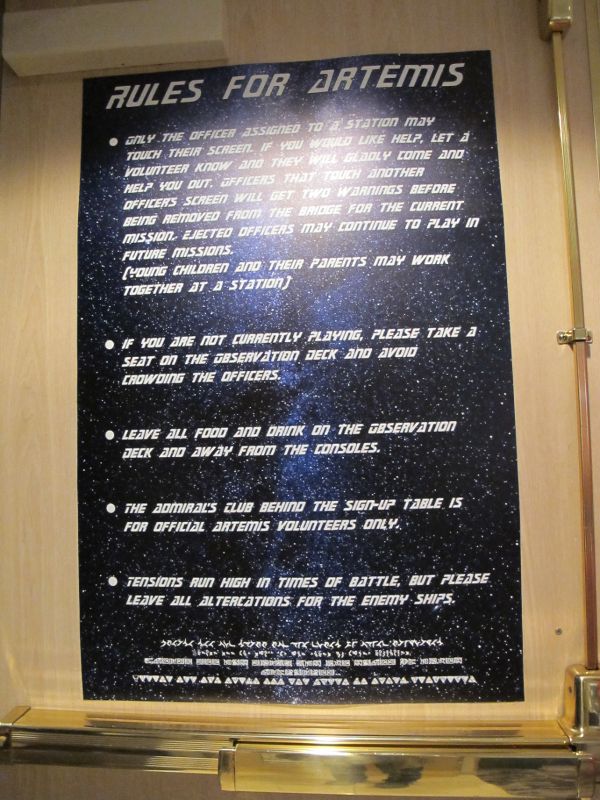 RULES FOR ARTEMIS
• ONLY THE OFFICER ASSIGNED TO A STATION MAY
TOUCH THEIR SCREEN. IF YOU WOULD LIKE HELP, LET A
VOLUNTEER KNOW AND THEY WILL GLADLY COME AND
HELP YOU OUT. OFFICERS THAT TOUCH ANOTHER
OFFICERS SCREEN WILL GET TWO WARNINGS BEFORE
BEING REMOVED FROM THE BRIDGE FOR THE CURRENT
MISSION. EJECTED OFFICERS MAY CONTINUE TO PLAY IN
FUTURE MISSIONS.
(YOUNG CHILDREN AND THEIR PARENTS MAY WORK
TOGETHER AT A STATION)
• IF YOU ARE NOT CURRENTLY PLAYING, PLEASE TAKE A
SEAT ON THE OBSERVATION DECK AND AVOID
CROWDING THE OFFICERS.
• LEAVE ALL FOOD AND DRINK ON THE OBSERVATION
DECK AND AWAY FROM THE CONSOLES.
• THE ADMIRAL'S CLUB BEHIND THE SIGN-UP TABLE IS
FOR OFFICIAL ARTEMIS VOLUNTEERS ONLY.
• TENSIONS RUN HIGH IN TIMES OF BATTLE, BUT PLEASE
LEAVE ALL ALTERCATIONS FOR THE ENEMY SHIPS.